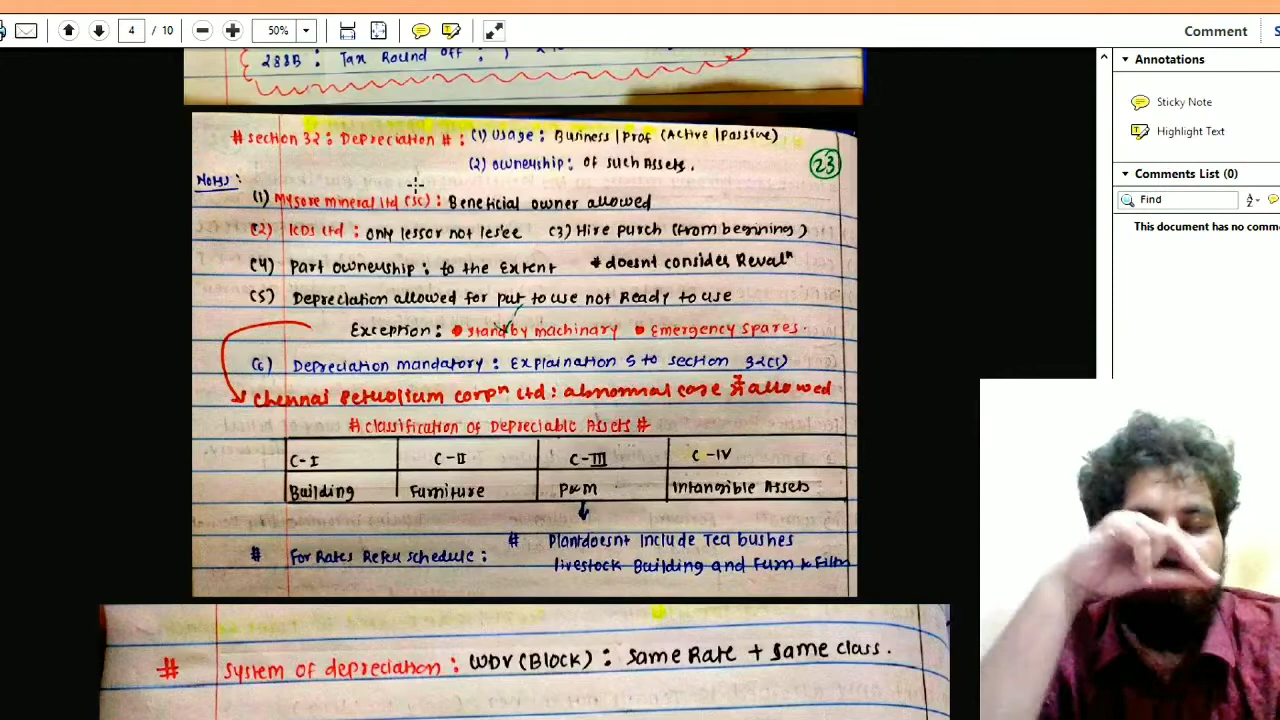 4 / 10
50%
Comment
S
288B : Tax Round off :
Annotations
Sticky Note
Highlight Text
Comments List (0)
Find
This document has no comme
# section 32 : Depreciation # : (1) Usage : Business | Prof (Active | Passive)
(2) ownership : of such Assets.
23
Notes :
(1) Mysore mineral Ltd (SC) : Beneficial owner allowed
(2) ICDS Ltd : only lessor not lesee (3) Hire purch (from beginning)
(4) Part ownership : to the Extent * doesnt consider Revalⁿ
(5) Depreciation allowed for put to use not Ready to use
Exception : • standby machinary • Emergency spares.
(6) Depreciation mandatory : Explaination 5 to section 32(1)
Chennai Petrolium corpⁿ Ltd : abnormal case allowed
# classification of Depreciable Assets #
C-I C-II C-III C-IV
Building Furniture P&M Intangible Assets
# For Rates Refer schedule : # Plant doesnt Include Tea bushes
livestock Building and Furn & Fittn
# system of depreciation : WDV (Block) : same Rate + same class.